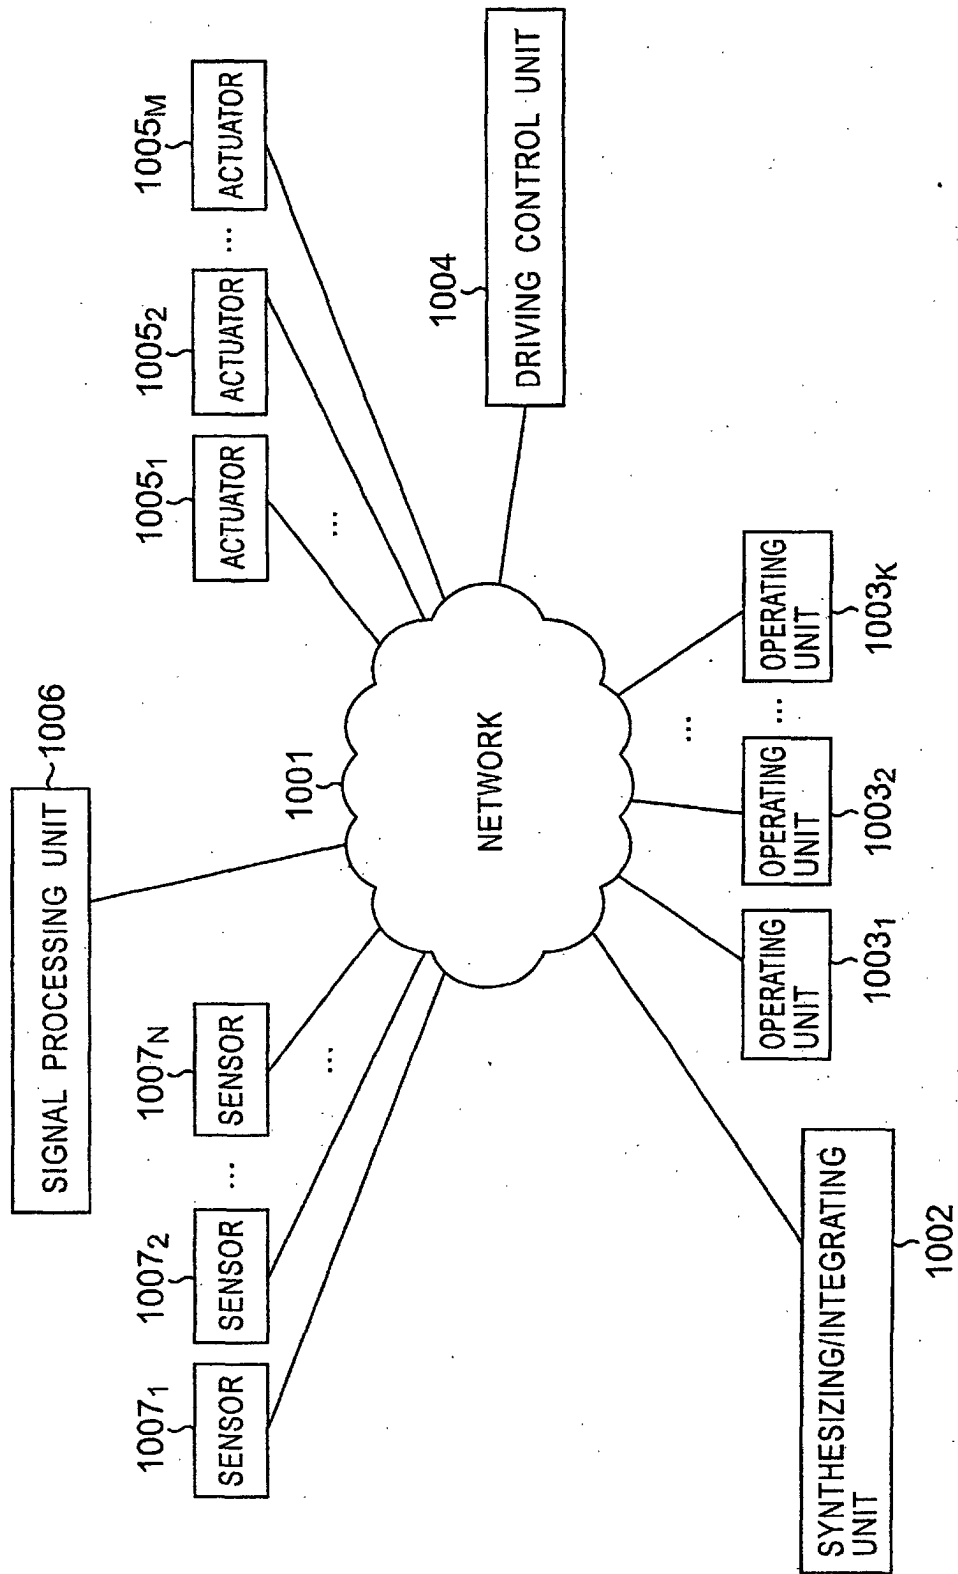 SIGNAL PROCESSING UNIT
1006
1007₁
1007₂
1007N
1005₁
1005₂
1005M
SENSOR
SENSOR
...
SENSOR
ACTUATOR
ACTUATOR
...
ACTUATOR
...
...
1001
1004
NETWORK
DRIVING CONTROL UNIT
...
SYNTHESIZING/INTEGRATING
UNIT
OPERATING
UNIT
OPERATING
UNIT
...
OPERATING
UNIT
1002
1003₁
1003₂
1003K